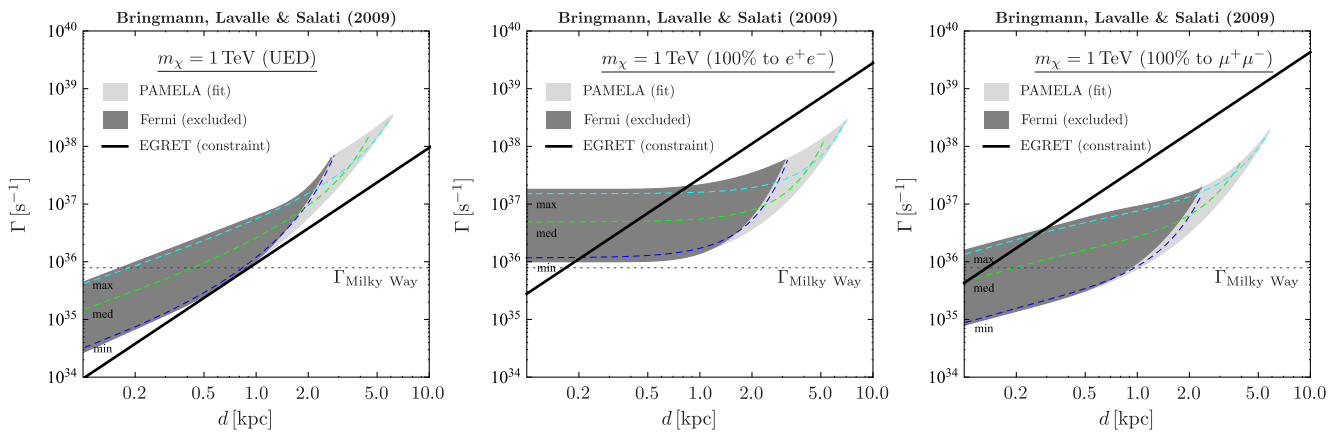 Bringmann, Lavalle & Salati (2009)
m_χ = 1 TeV (UED)
PAMELA (fit)
Fermi (excluded)
EGRET (constraint)
Γ_Milky Way
max
med
min
10^40
10^39
10^38
10^37
10^36
10^35
10^34
Γ [s^−1]
0.2 0.5 1.0 2.0 5.0 10.0
d [kpc]
Bringmann, Lavalle & Salati (2009)
m_χ = 1 TeV (100% to e^+e^−)
PAMELA (fit)
Fermi (excluded)
EGRET (constraint)
max
med
min
Γ_Milky Way
10^40
10^39
10^38
10^37
10^36
10^35
10^34
Γ [s^−1]
0.2 0.5 1.0 2.0 5.0 10.0
d [kpc]
Bringmann, Lavalle & Salati (2009)
m_χ = 1 TeV (100% to μ^+μ^−)
PAMELA (fit)
Fermi (excluded)
EGRET (constraint)
max
med
min
Γ_Milky Way
10^40
10^39
10^38
10^37
10^36
10^35
10^34
Γ [s^−1]
0.2 0.5 1.0 2.0 5.0 10.0
d [kpc]